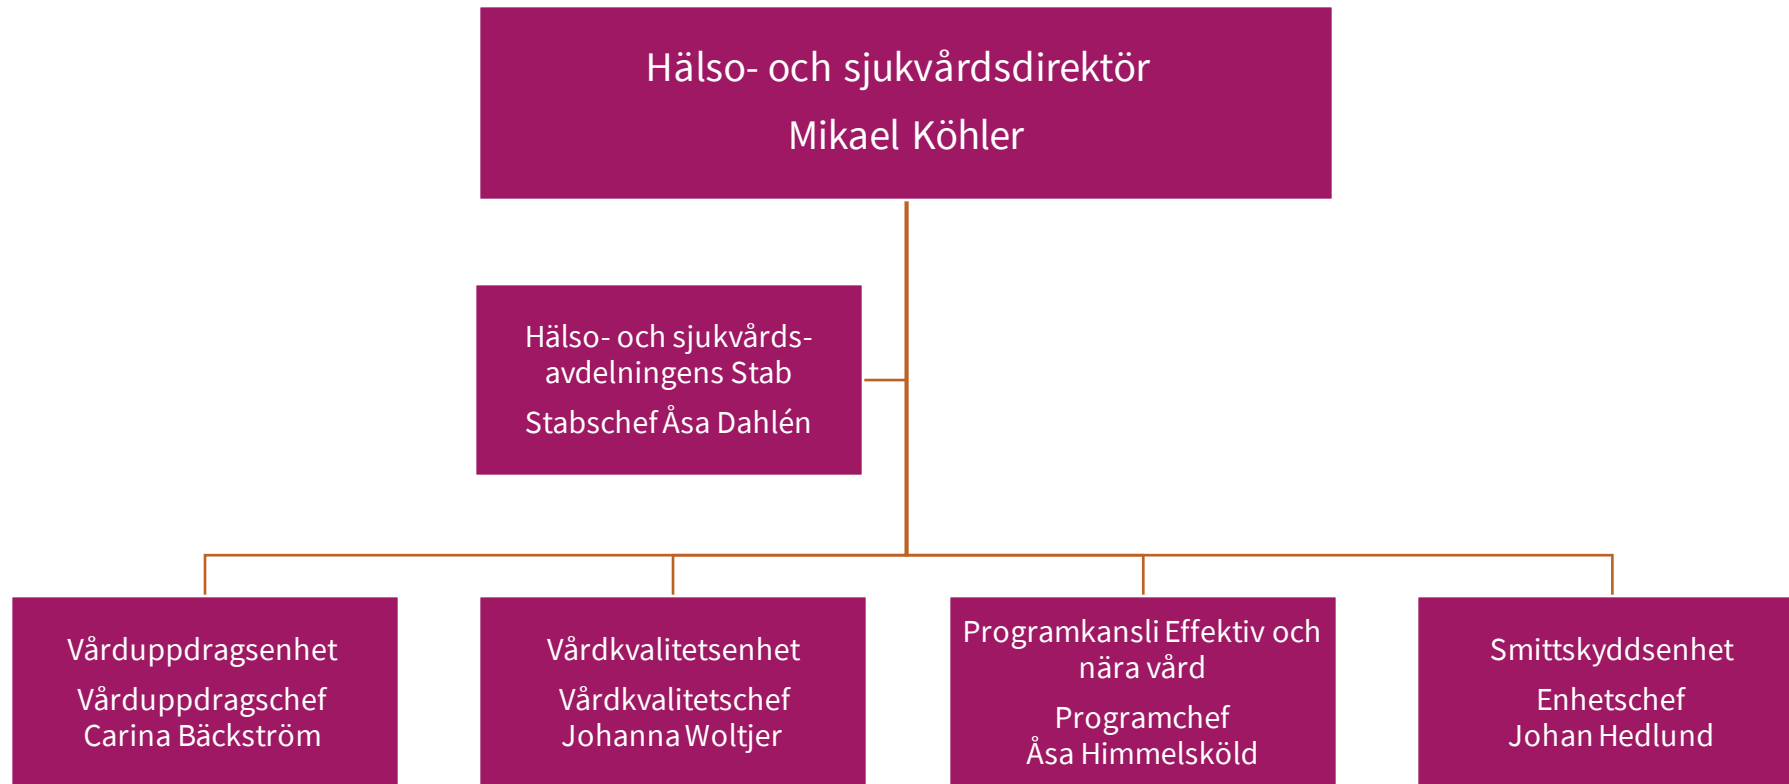 Hälso- och sjukvårdsdirektör
Mikael Köhler
Hälso- och sjukvårds-
avdelningens Stab
Stabschef Åsa Dahlén
Vårduppdragsenhet
Vårduppdragschef
Carina Bäckström
Vårdkvalitetsenhet
Vårdkvalitetschef
Johanna Woltjer
Programkansli Effektiv och
nära vård
Programchef
Åsa Himmelsköld
Smittskyddsenhet
Enhetschef
Johan Hedlund